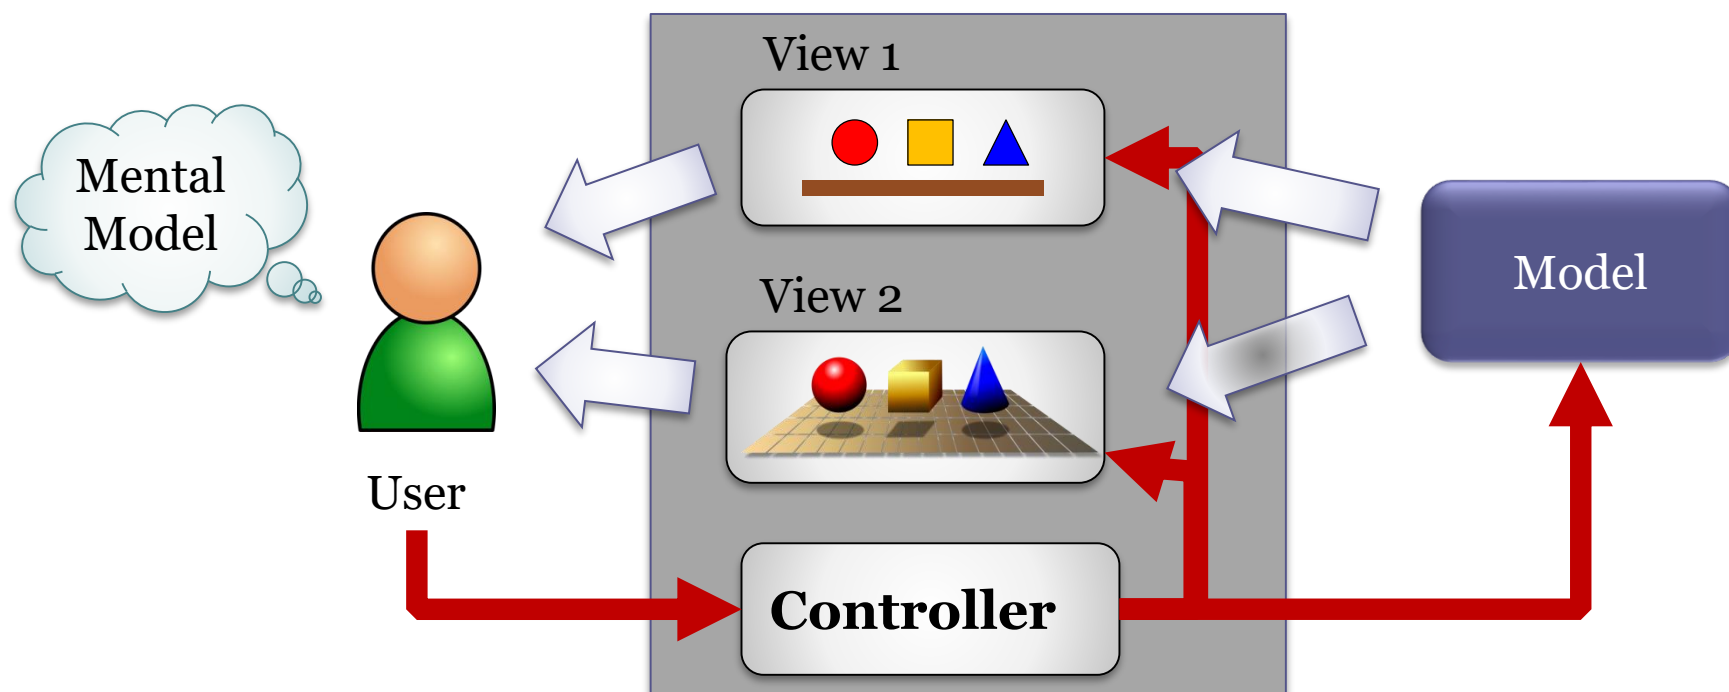 View 1
Mental
Model
Model
View 2
User
Controller